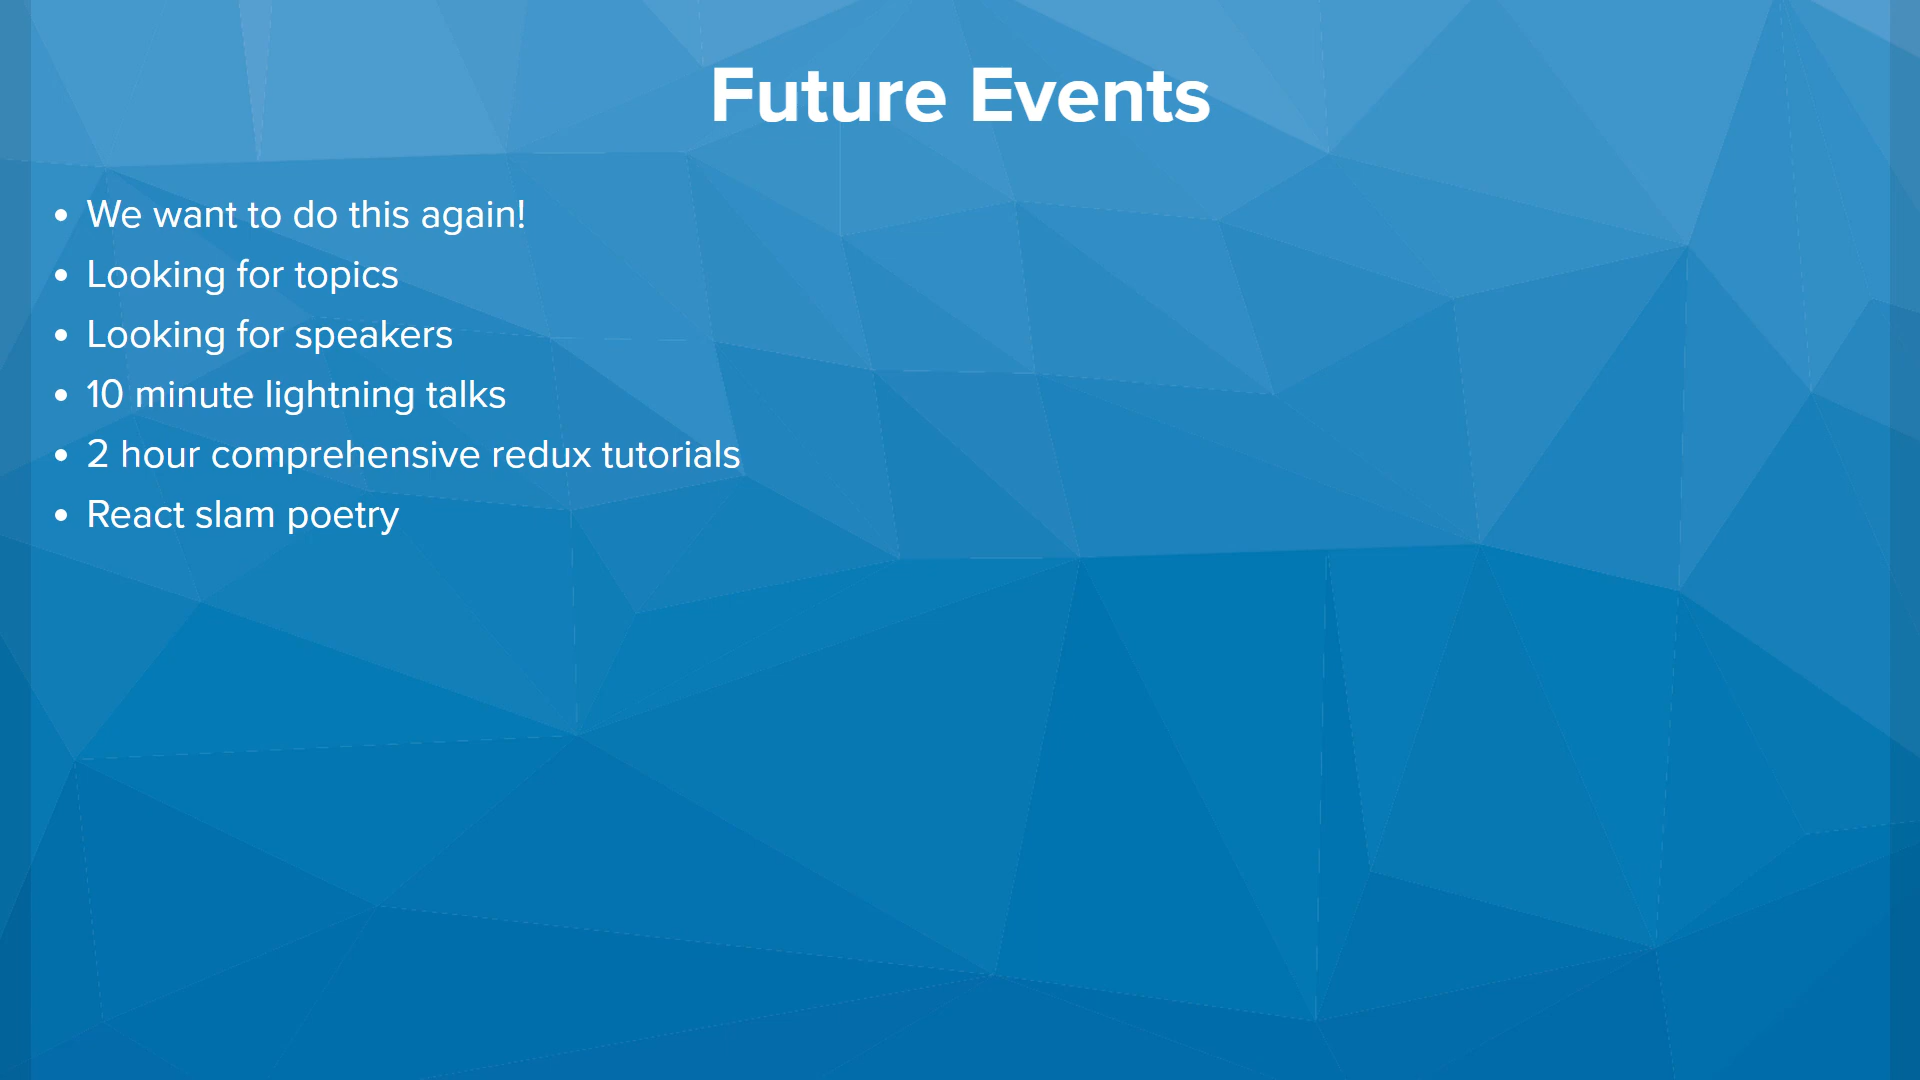 Future Events
• We want to do this again!
• Looking for topics
• Looking for speakers
• 10 minute lightning talks
• 2 hour comprehensive redux tutorials
• React slam poetry